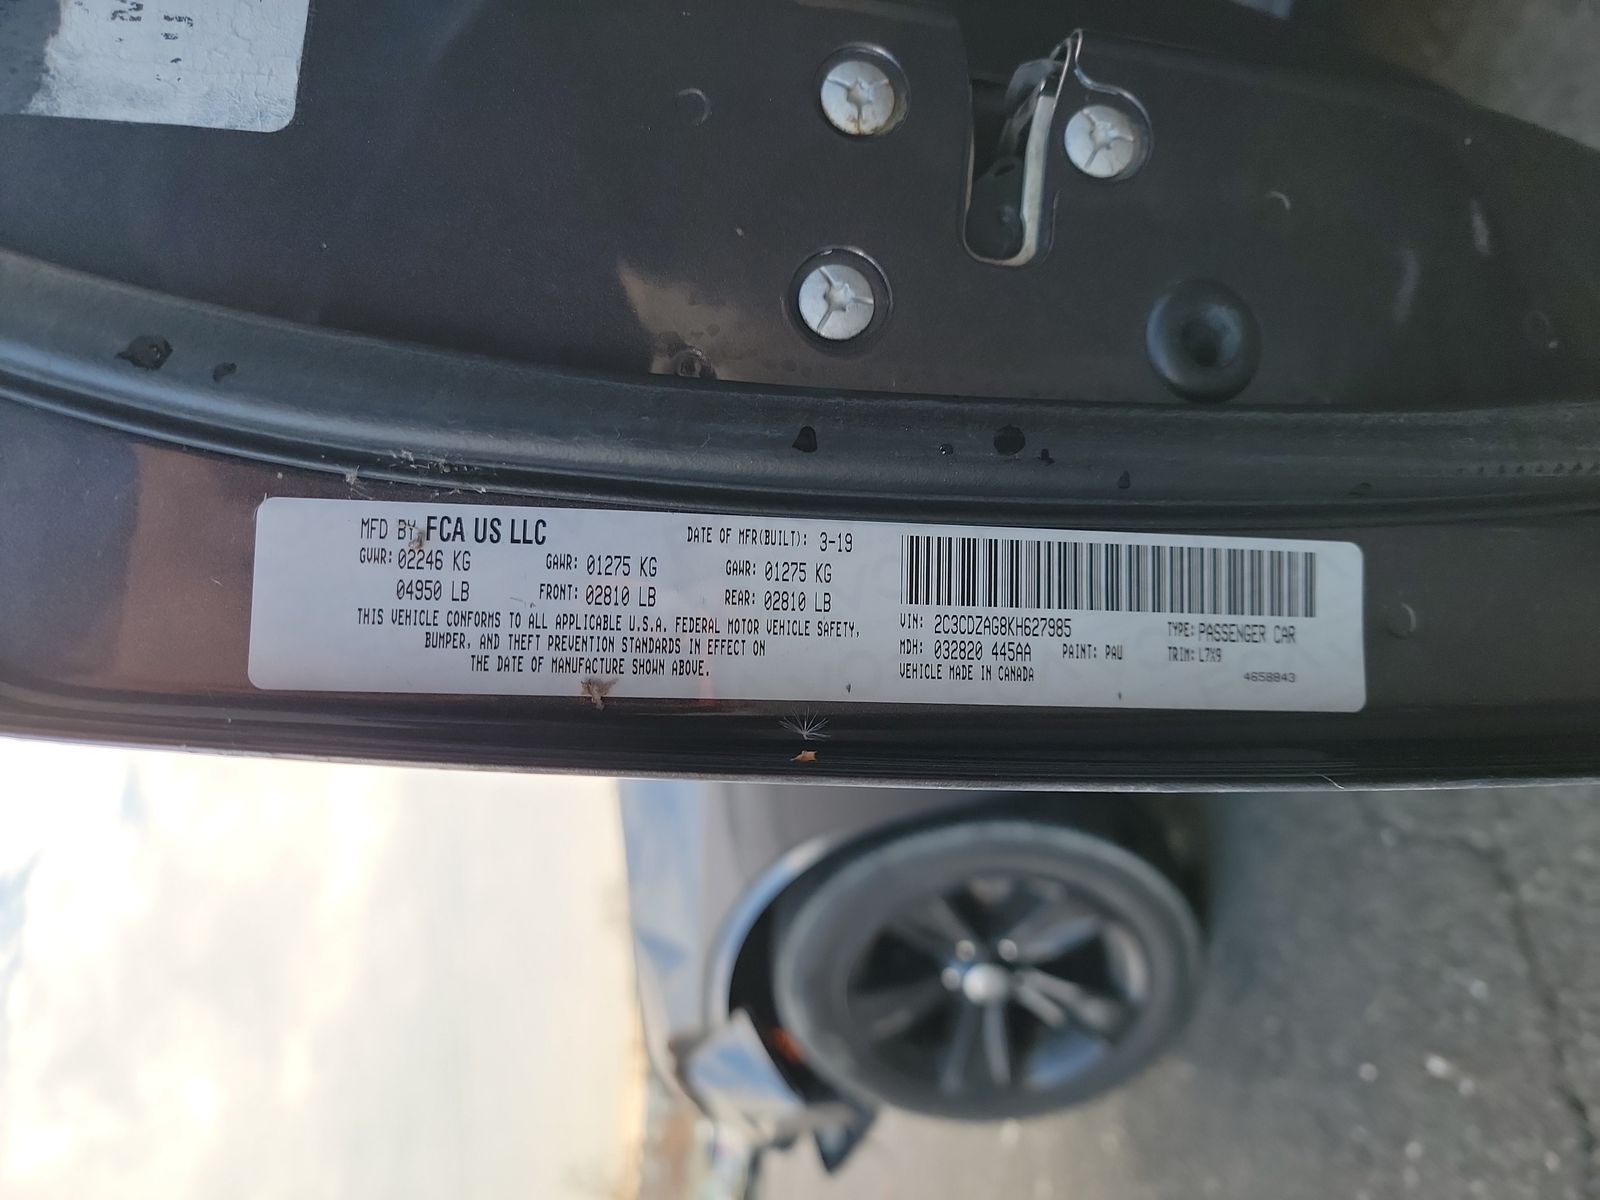 MFD BY FCA US LLC
DATE OF MFR(BUILT): 3-19
GVWR: 02246 KG GAWR: 01275 KG GAWR: 01275 KG
04950 LB FRONT: 02810 LB REAR: 02810 LB
THIS VEHICLE CONFORMS TO ALL APPLICABLE U.S.A. FEDERAL MOTOR VEHICLE SAFETY,
BUMPER, AND THEFT PREVENTION STANDARDS IN EFFECT ON
THE DATE OF MANUFACTURE SHOWN ABOVE.
VIN: 2C3CDZAG8KH627985 TYPE: PASSENGER CAR
MDH: 032820 445AA PAINT: PAU TRIM: L7X9
VEHICLE MADE IN CANADA 4658843